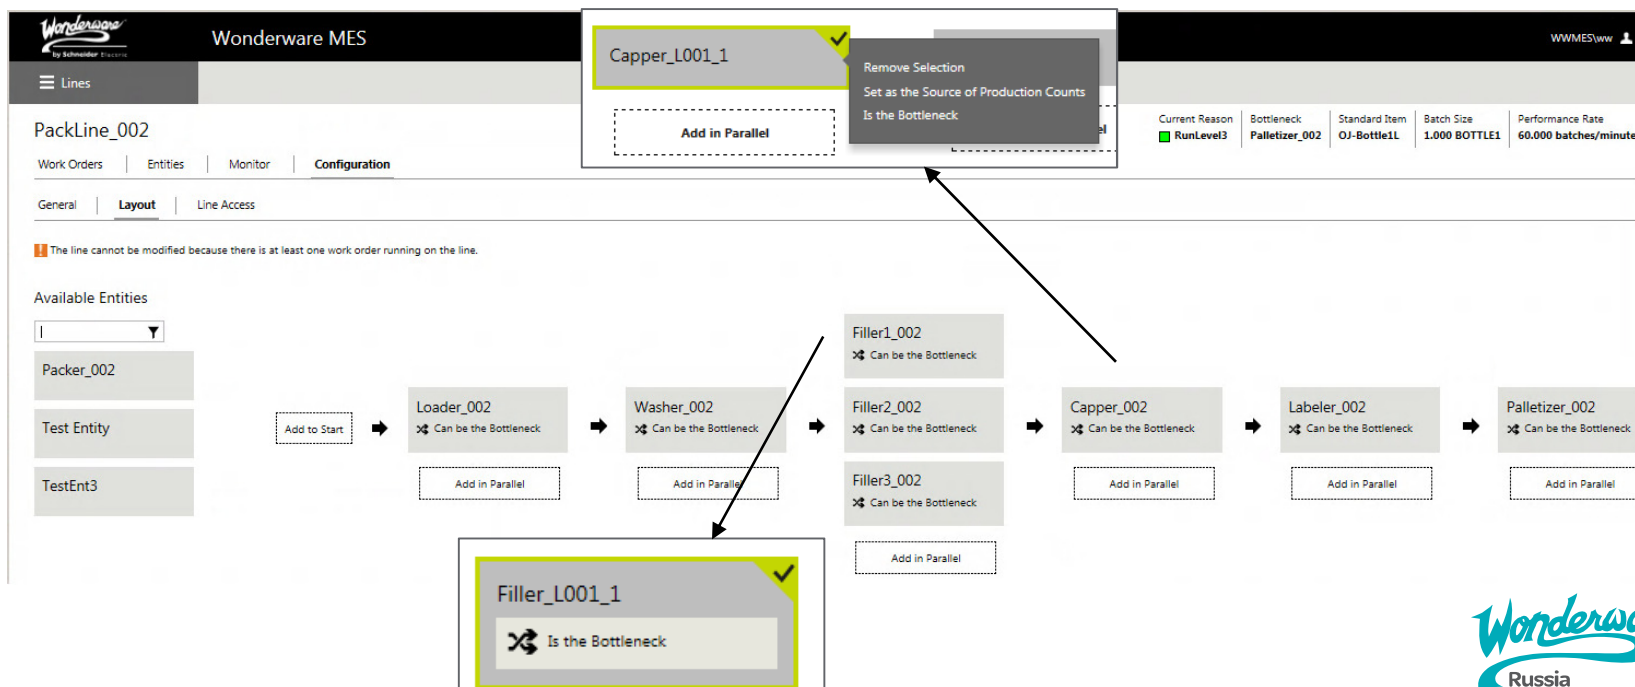 Wonderware
by Schneider Electric
Wonderware MES
WWMES\ww
Lines
Capper_L001_1
Add in Parallel
Remove Selection
Set as the Source of Production Counts
Is the Bottleneck
el
PackLine_002
Current Reason
RunLevel3
Bottleneck
Palletizer_002
Standard Item
OJ-Bottle1L
Batch Size
1.000 BOTTLE1
Performance Rate
60.000 batches/minute
Work Orders
Entities
Monitor
Configuration
General
Layout
Line Access
The line cannot be modified because there is at least one work order running on the line.
Available Entities
Packer_002
Test Entity
TestEnt3
Add to Start
Loader_002
Can be the Bottleneck
Add in Parallel
Washer_002
Can be the Bottleneck
Add in Parallel
Filler1_002
Can be the Bottleneck
Filler2_002
Can be the Bottleneck
Filler3_002
Can be the Bottleneck
Add in Parallel
Capper_002
Can be the Bottleneck
Add in Parallel
Labeler_002
Can be the Bottleneck
Add in Parallel
Palletizer_002
Can be the Bottleneck
Add in Parallel
Filler_L001_1
Is the Bottleneck
Wonderwa
Russia